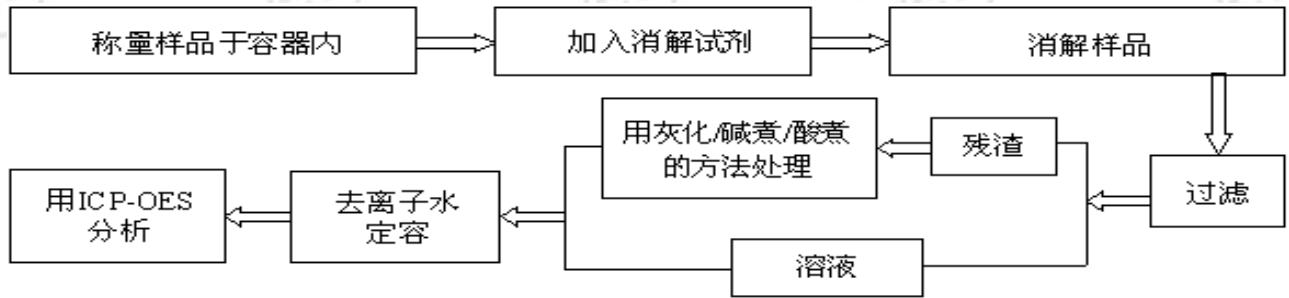 称量样品于容器内
加入消解试剂
消解样品
过滤
残渣
用灰化/碱煮/酸煮
的方法处理
溶液
去离子水
定容
用ICP-OES
分析